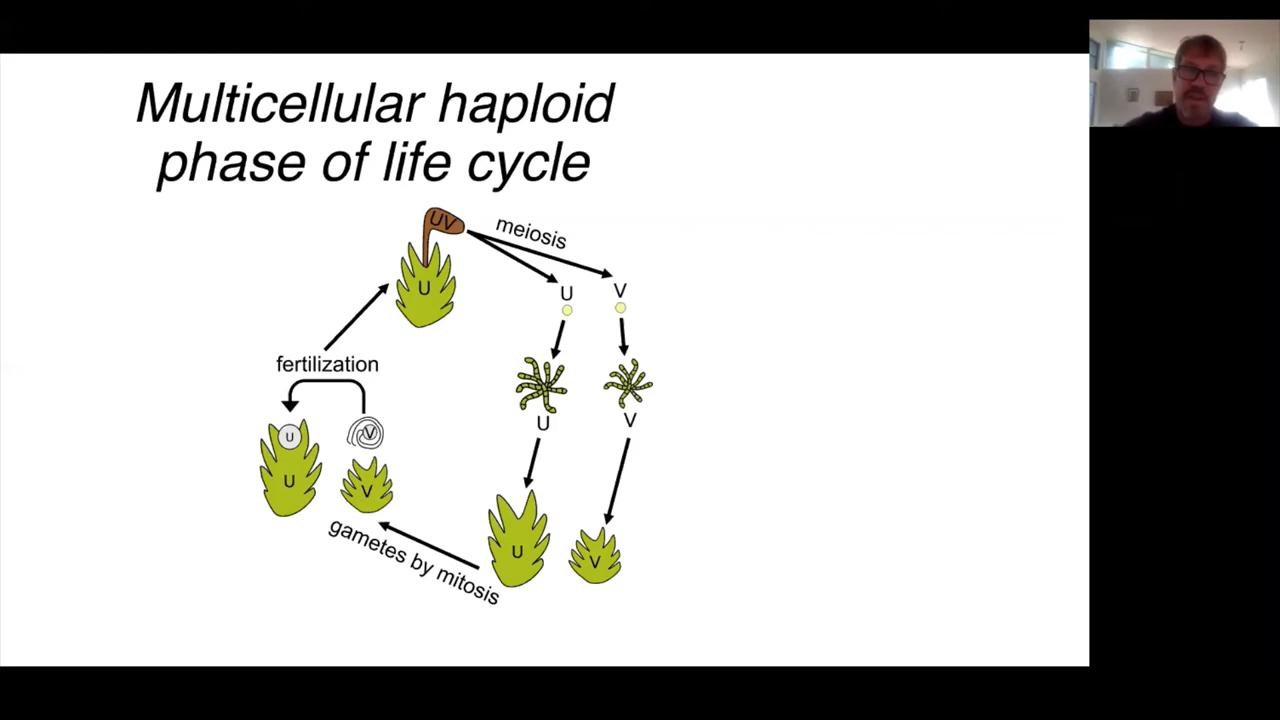 Multicellular haploid
phase of life cycle
UV
meiosis
U
U
V
fertilization
U
V
U
V
U
V
U
V
gametes by mitosis
U
V